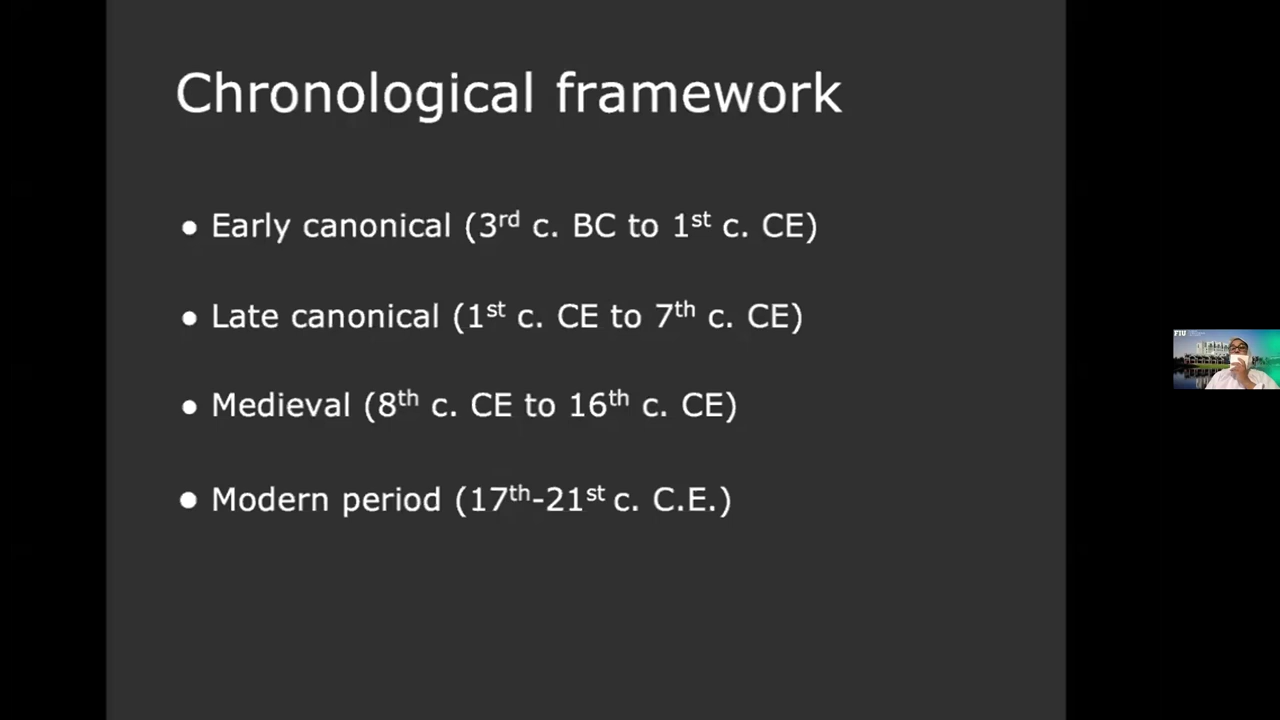 Chronological framework
● Early canonical (3rd c. BC to 1st c. CE)
● Late canonical (1st c. CE to 7th c. CE)
● Medieval (8th c. CE to 16th c. CE)
● Modern period (17th-21st c. C.E.)
FIU